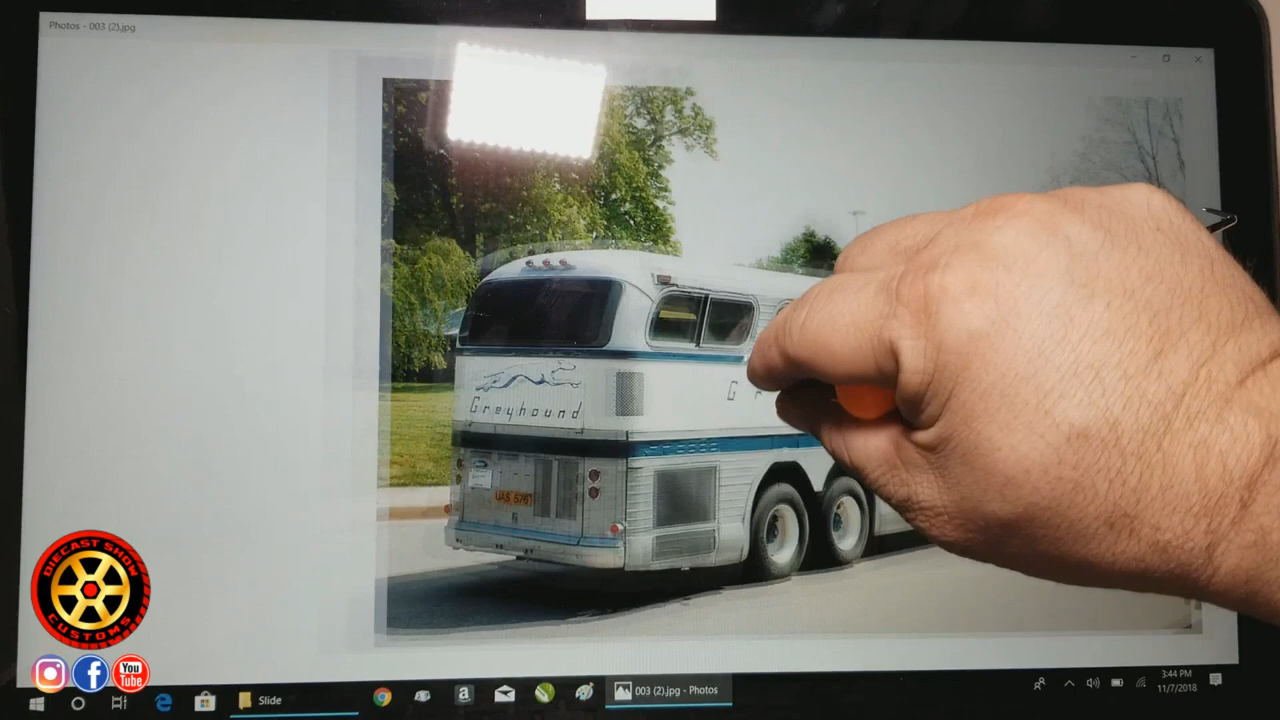 Photos - 003 (2).jpg
Greyhound
G
UAS 576
DIECAST SHOW
CUSTOMS
You
Tube
Slide
003 (2).jpg - Photos
3:44 PM
11/7/2018